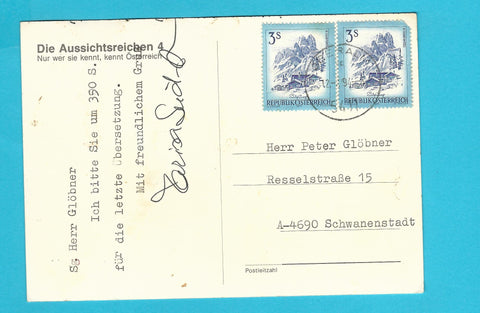 Die Aussichtsreichen 4
Nur wer sie kennt, kennt Österreich
Sg Herr Glöbner
Ich bitte Sie um 350 S.
für die letzte Übersetzung.
Mit freundlichem Gruß
3s
REPUBLIK ÖSTERREICH
3s
REPUBLIK ÖSTERREICH
Herr Peter Glöbner
Resselstraße 15
A-4690 Schwanenstadt
Postleitzahl